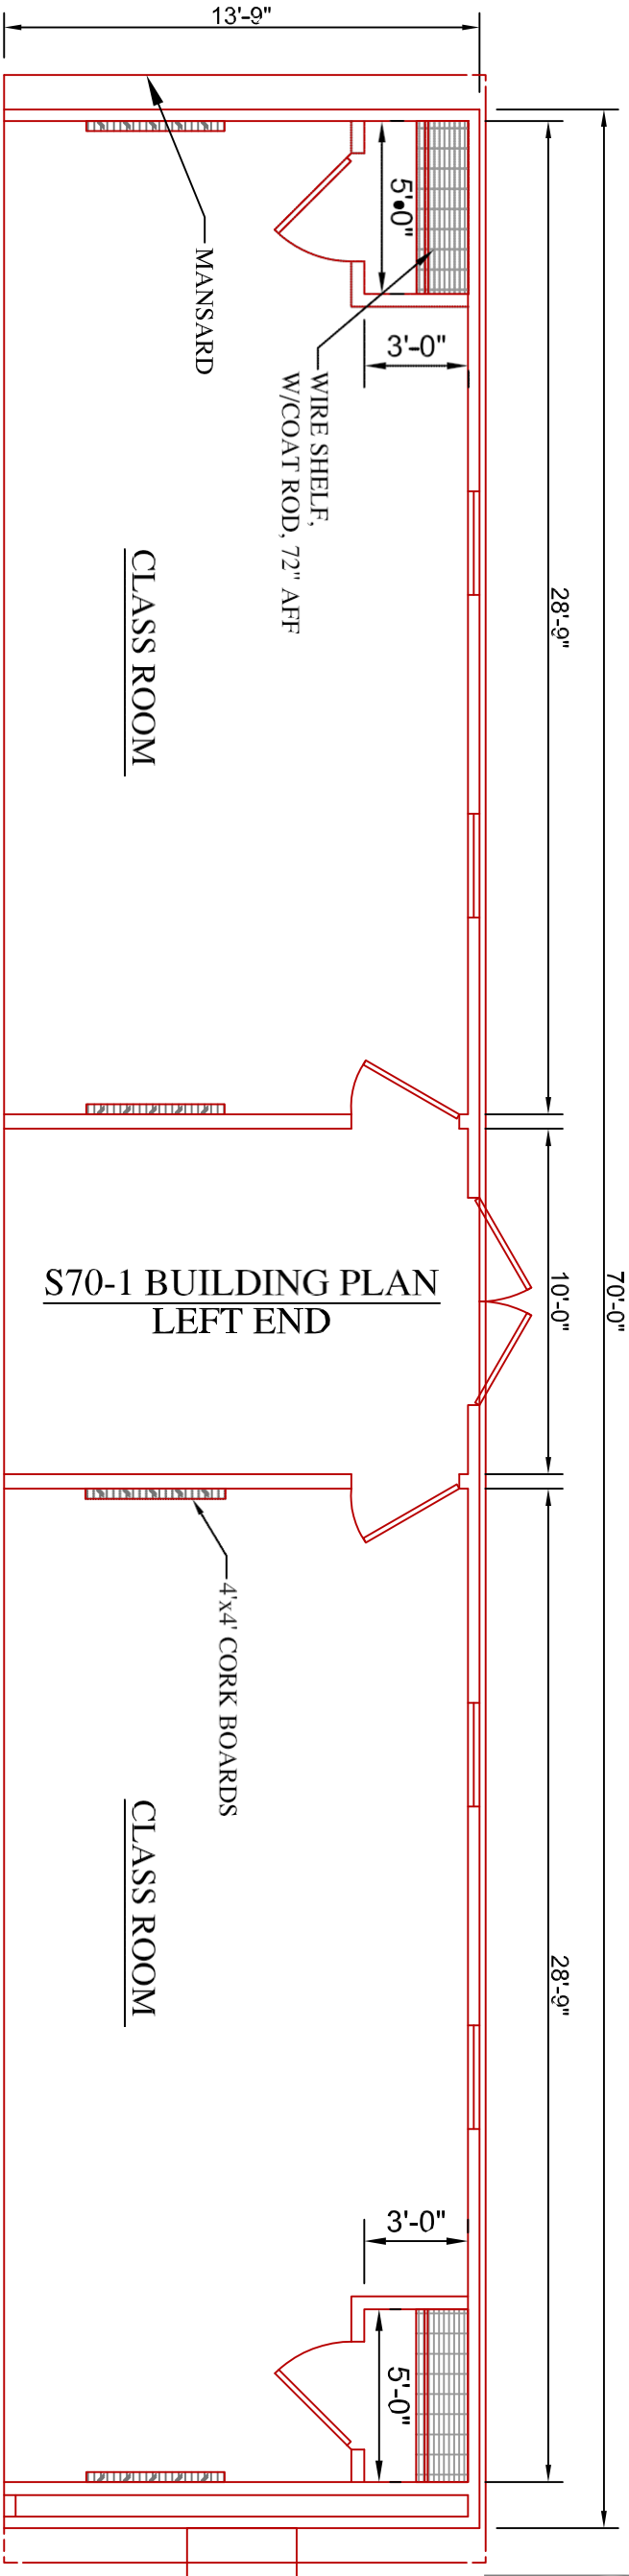 13'-9"
5'•0"
3'-0"
MANSARD
WIRE SHELF,
W/COAT ROD, 72" AFF
28'-9"
CLASS ROOM
70'-0"
10'-0"
S70-1 BUILDING PLAN
LEFT END
4'x4' CORK BOARDS
CLASS ROOM
28'-9"
3'-0"
5'-0"